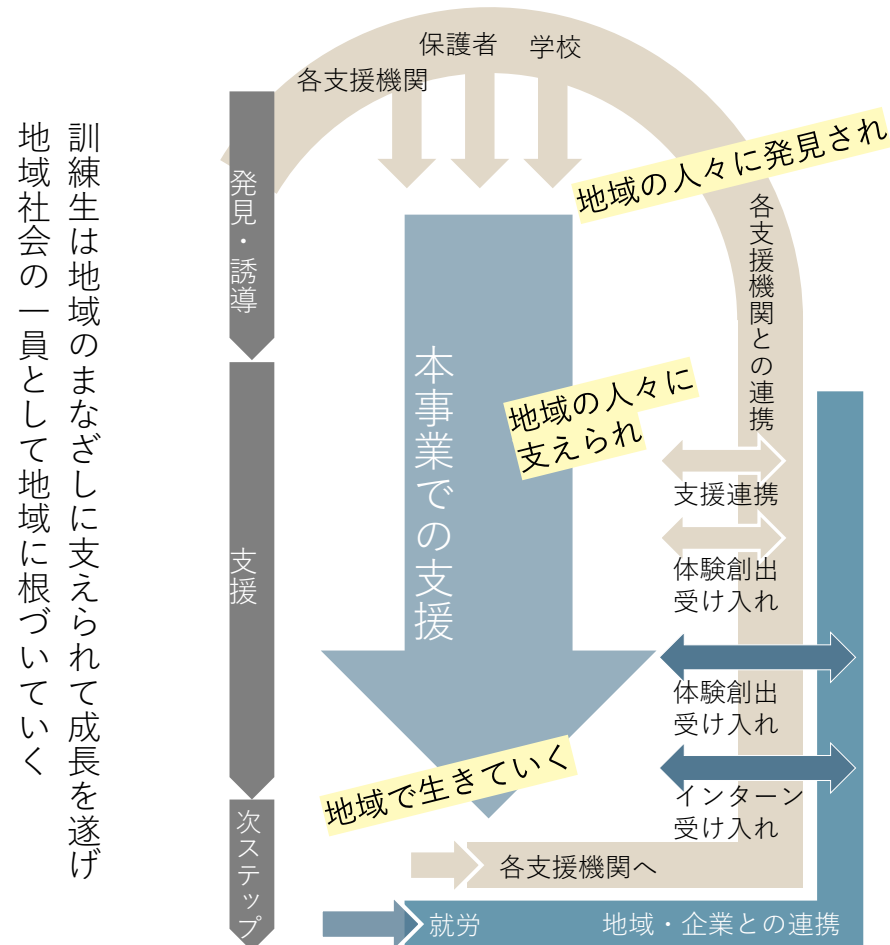 訓練生は地域のまなざしに支えられて成長を遂げ
地域社会の一員として地域に根づいていく
発見・誘導
支援
次ステップ
各支援機関
保護者
学校
地域の人々に発見され
本事業での支援
地域の人々に
支えられ
地域で生きていく
各支援機関との連携
支援連携
体験創出
受け入れ
体験創出
受け入れ
インターン
受け入れ
各支援機関へ
就労
地域・企業との連携